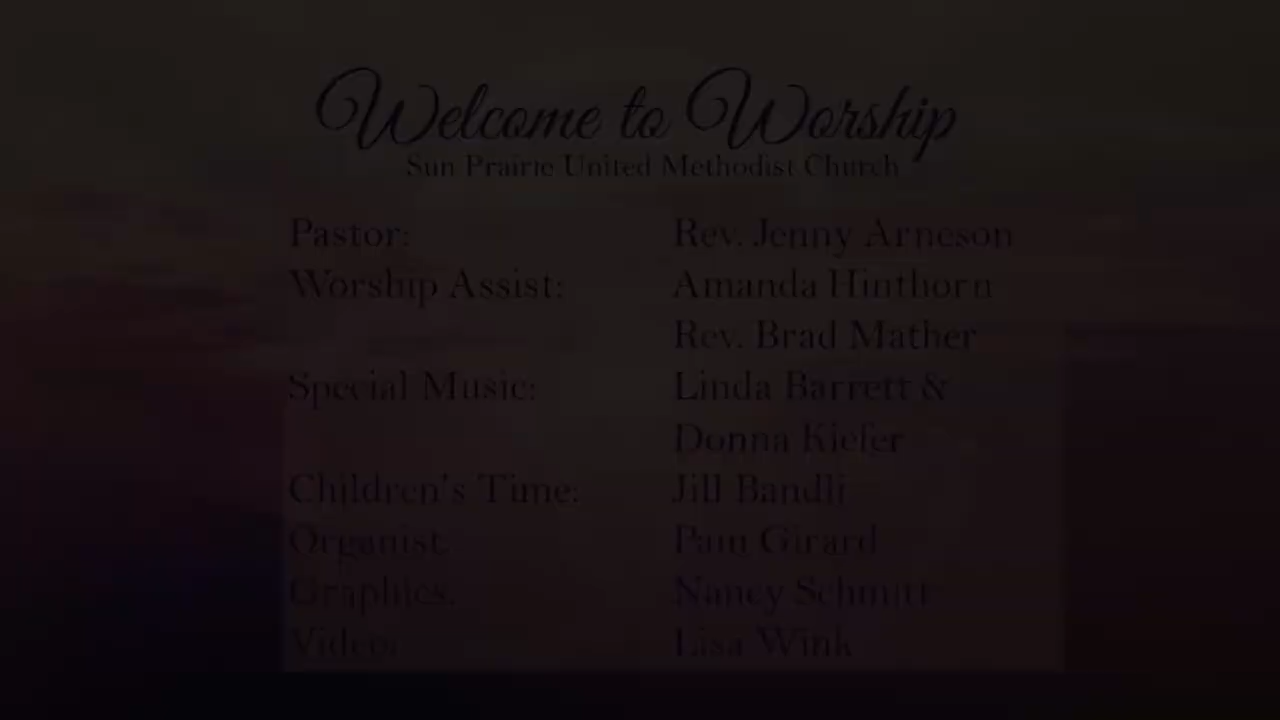 Welcome to Worship
Sun Prairie United Methodist Church
Pastor: Rev. Jenny Arneson
Worship Assist: Amanda Hinthorn
Rev. Brad Mather
Special Music: Linda Barrett &
Donna Kiefer
Children's Time: Jill Bandli
Organist: Pam Girard
Graphics: Nancy Schmitt
Video: Lisa Wink